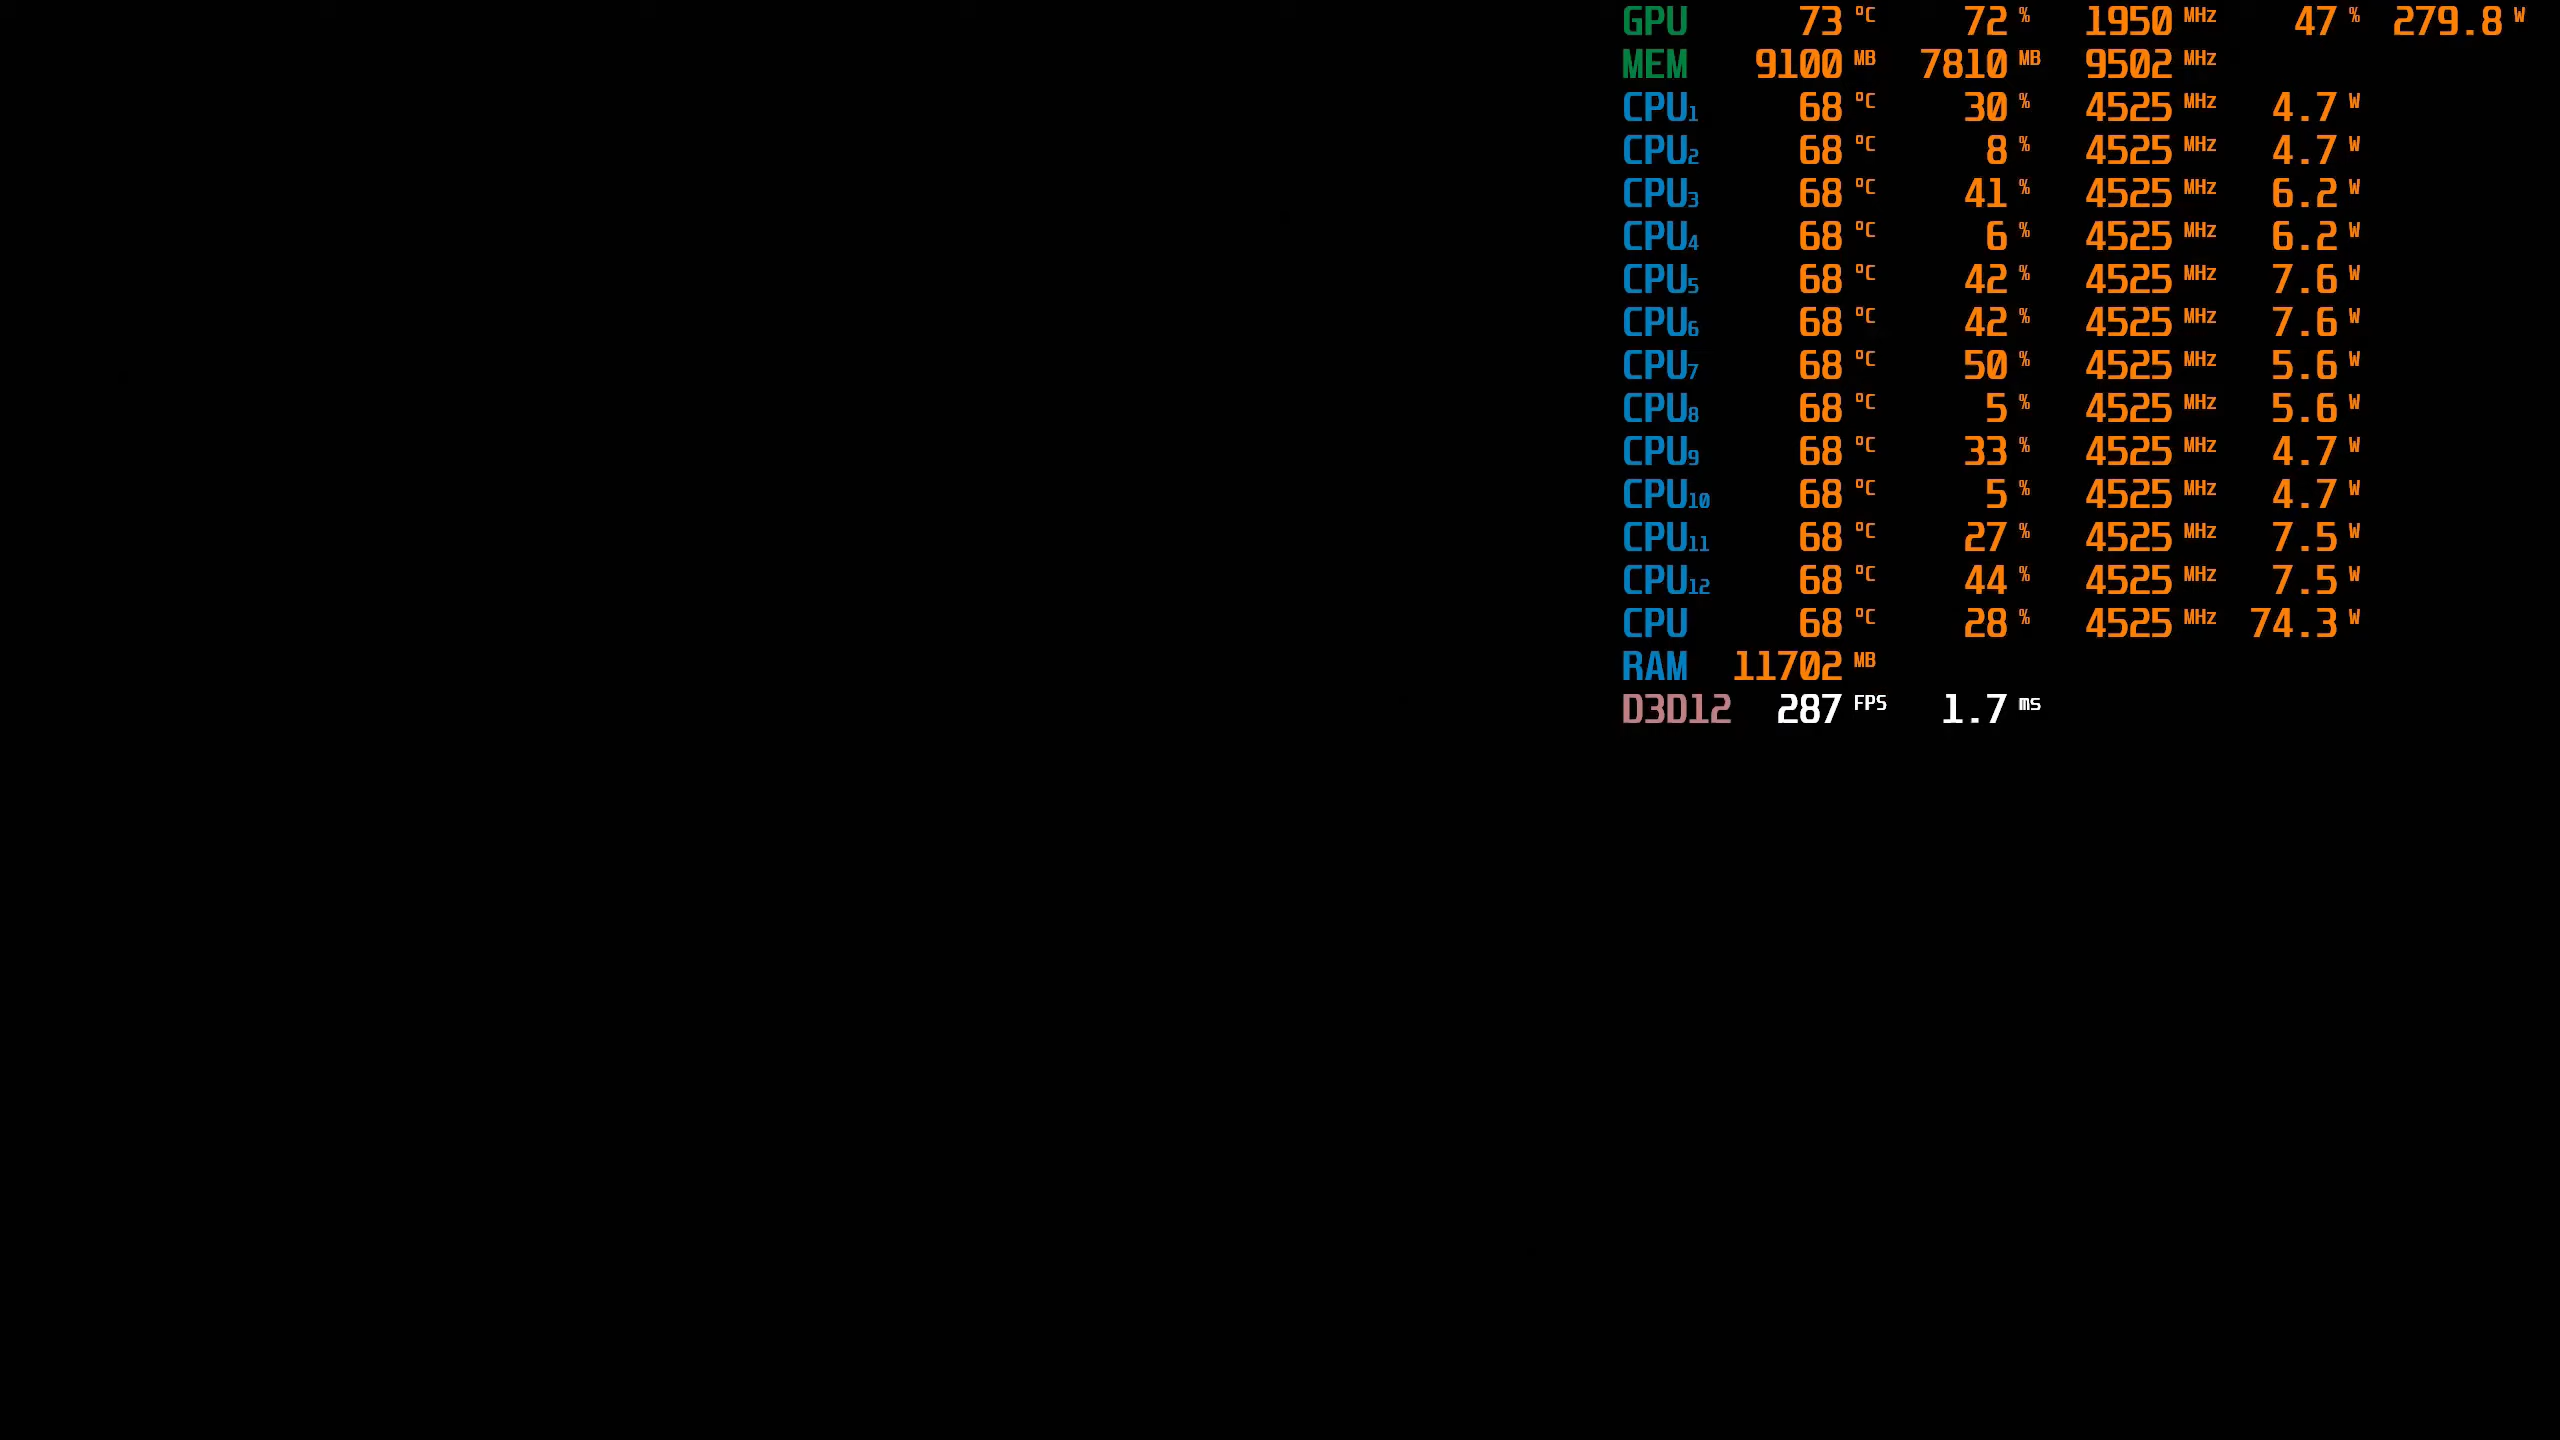 GPU 73 °C 72 % 1950 MHz 47 % 279.8 W
MEM 9100 MB 7810 MB 9502 MHz
CPU1 68 °C 30 % 4525 MHz 4.7 W
CPU2 68 °C 8 % 4525 MHz 4.7 W
CPU3 68 °C 41 % 4525 MHz 6.2 W
CPU4 68 °C 6 % 4525 MHz 6.2 W
CPU5 68 °C 42 % 4525 MHz 7.6 W
CPU6 68 °C 42 % 4525 MHz 7.6 W
CPU7 68 °C 50 % 4525 MHz 5.6 W
CPU8 68 °C 5 % 4525 MHz 5.6 W
CPU9 68 °C 33 % 4525 MHz 4.7 W
CPU10 68 °C 5 % 4525 MHz 4.7 W
CPU11 68 °C 27 % 4525 MHz 7.5 W
CPU12 68 °C 44 % 4525 MHz 7.5 W
CPU 68 °C 28 % 4525 MHz 74.3 W
RAM 11702 MB
D3D12 287 FPS 1.7 ms